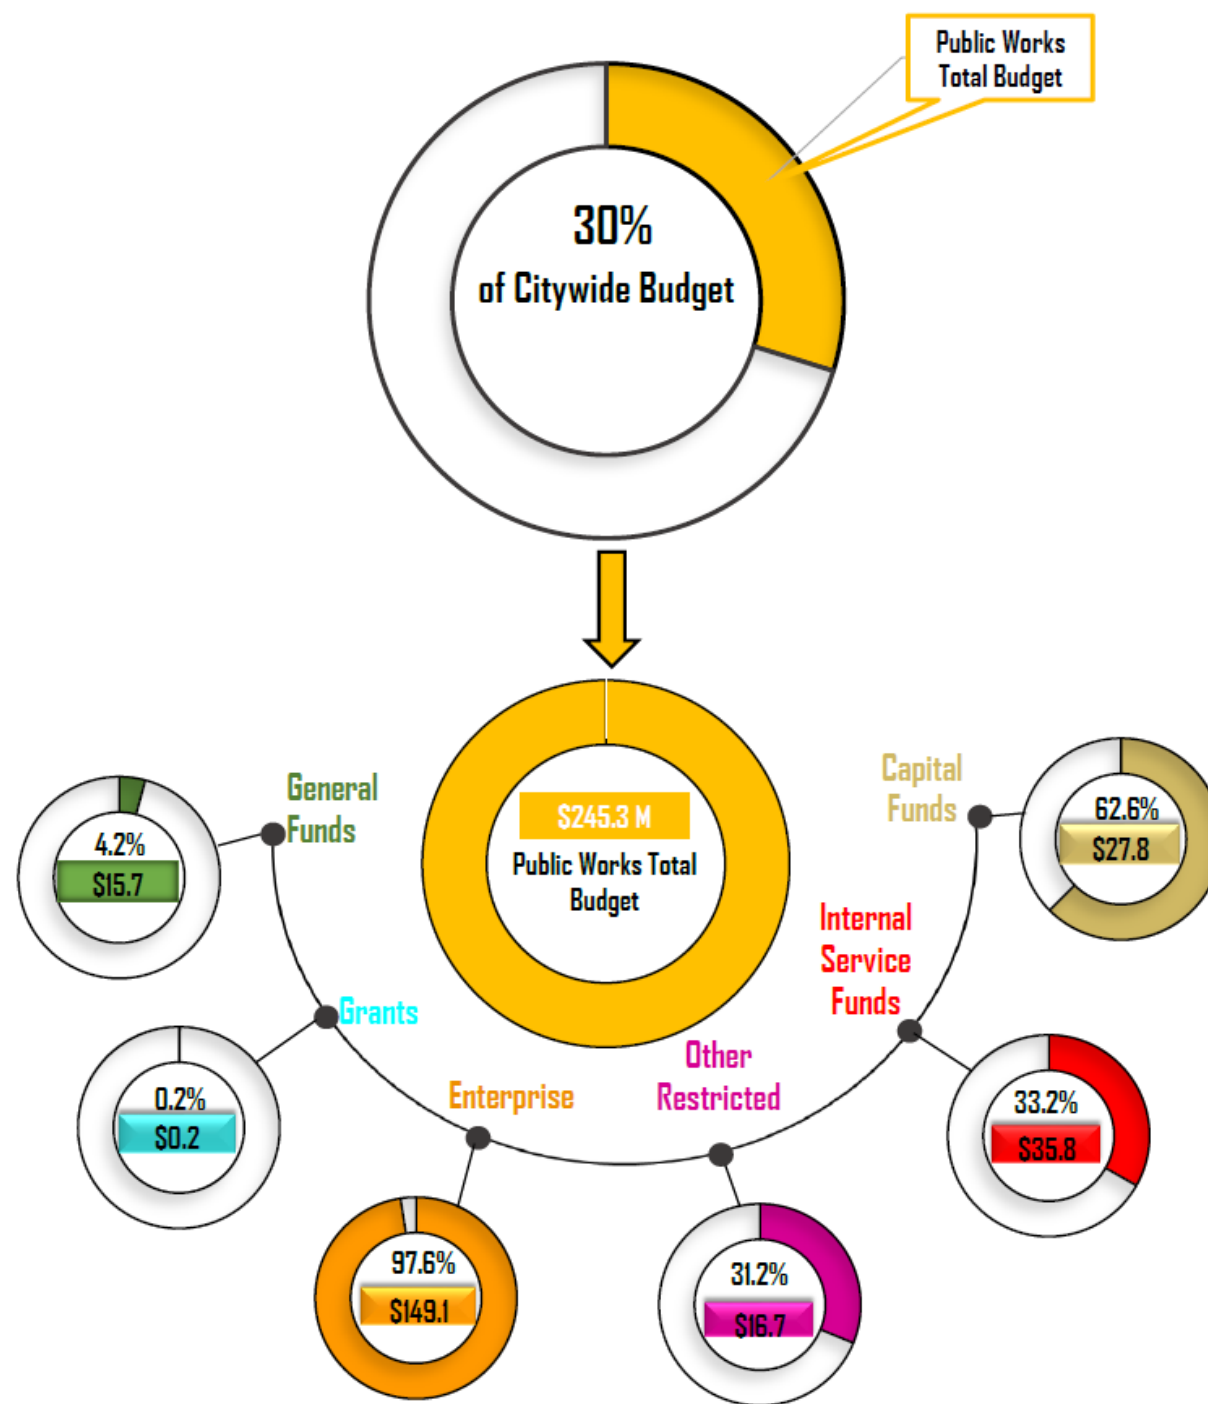 Public Works
Total Budget
30%
of Citywide Budget
$245.3 M
Public Works Total
Budget
General
Funds
4.2%
$15.7
Grants
0.2%
$0.2
Enterprise
97.6%
$149.1
Other
Restricted
31.2%
$16.7
Internal
Service
Funds
33.2%
$35.8
Capital
Funds
62.6%
$27.8